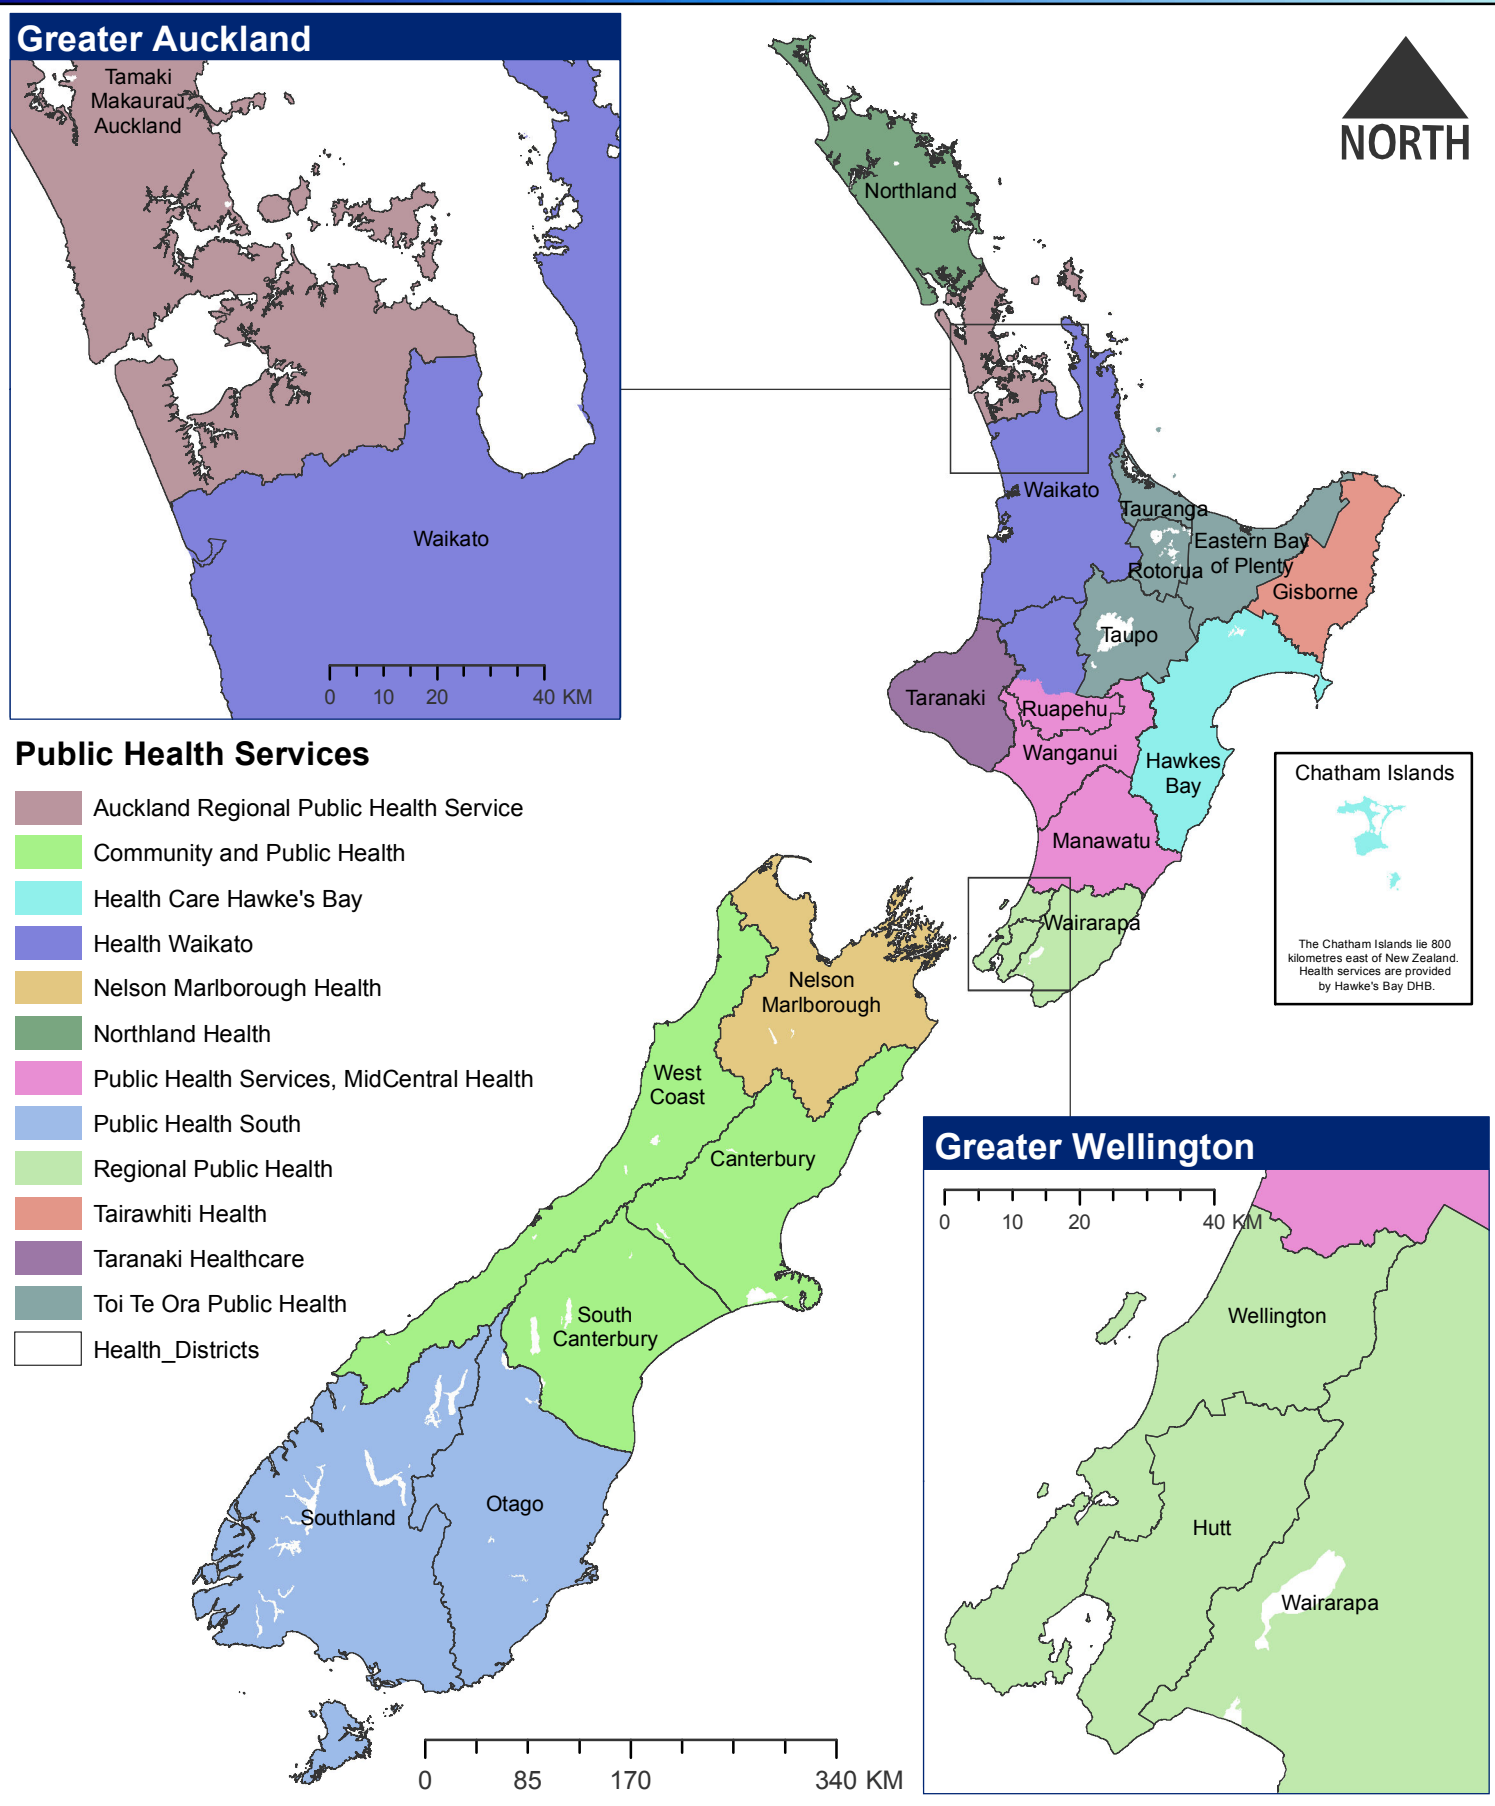 Greater Auckland
Tamaki
Makaurau
Auckland
Waikato
0 10 20 40 KM
NORTH
Northland
Waikato
Tauranga
Eastern Bay
of Plenty
Rotorua
Gisborne
Taupo
Taranaki
Ruapehu
Wanganui
Hawkes
Bay
Manawatu
Wairarapa
Chatham Islands
The Chatham Islands lie 800
kilometres east of New Zealand.
Health services are provided
by Hawke's Bay DHB.
Public Health Services
Auckland Regional Public Health Service
Community and Public Health
Health Care Hawke's Bay
Health Waikato
Nelson Marlborough Health
Northland Health
Public Health Services, MidCentral Health
Public Health South
Regional Public Health
Tairawhiti Health
Taranaki Healthcare
Toi Te Ora Public Health
Health_Districts
Nelson
Marlborough
West
Coast
Canterbury
South
Canterbury
Otago
Southland
0 85 170 340 KM
Greater Wellington
0 10 20 40 KM
Wellington
Hutt
Wairarapa